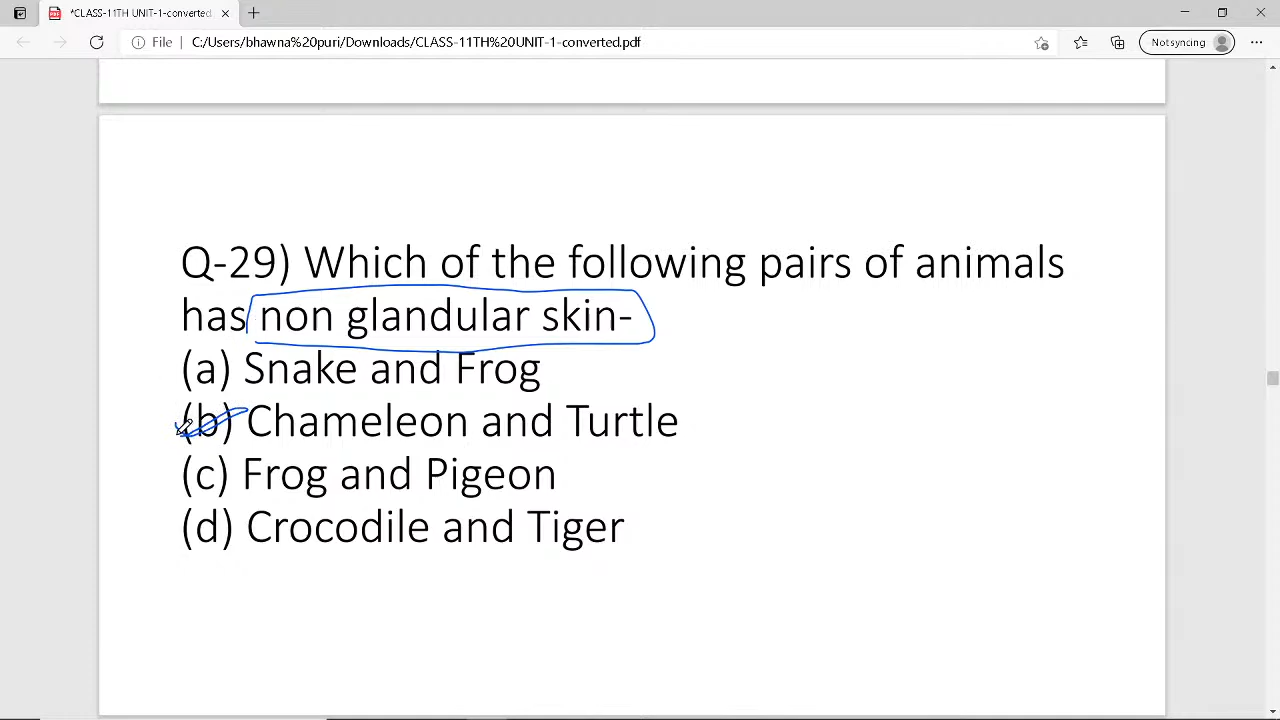 *CLASS-11TH UNIT-1-converted.
File C:/Users/bhawna%20puri/Downloads/CLASS-11TH%20UNIT-1-converted.pdf Not syncing
Q-29) Which of the following pairs of animals
has non glandular skin-
(a) Snake and Frog
(b) Chameleon and Turtle
(c) Frog and Pigeon
(d) Crocodile and Tiger